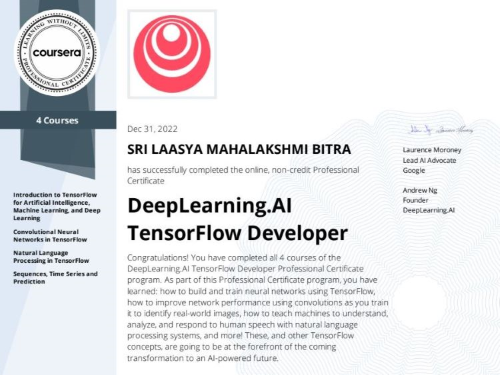 LEARNING WITHOUT LIMITS
coursera
PROFESSIONAL CERTIFICATE
4 Courses
Introduction to TensorFlow
for Artificial Intelligence,
Machine Learning, and Deep
Learning
Convolutional Neural
Networks in TensorFlow
Natural Language
Processing in TensorFlow
Sequences, Time Series and
Prediction
Dec 31, 2022
SRI LAASYA MAHALAKSHMI BITRA
has successfully completed the online, non-credit Professional
Certificate
DeepLearning.AI
TensorFlow Developer
Congratulations! You have completed all 4 courses of the
DeepLearning.AI TensorFlow Developer Professional Certificate
program. As part of this Professional Certificate program, you have
learned: how to build and train neural networks using TensorFlow,
how to improve network performance using convolutions as you train
it to identify real-world images, how to teach machines to understand,
analyze, and respond to human speech with natural language
processing systems, and more! These, and other TensorFlow
concepts, are going to be at the forefront of the coming
transformation to an AI-powered future.
Laurence Moroney
Lead AI Advocate
Google
Andrew Ng
Founder
DeepLearning.AI